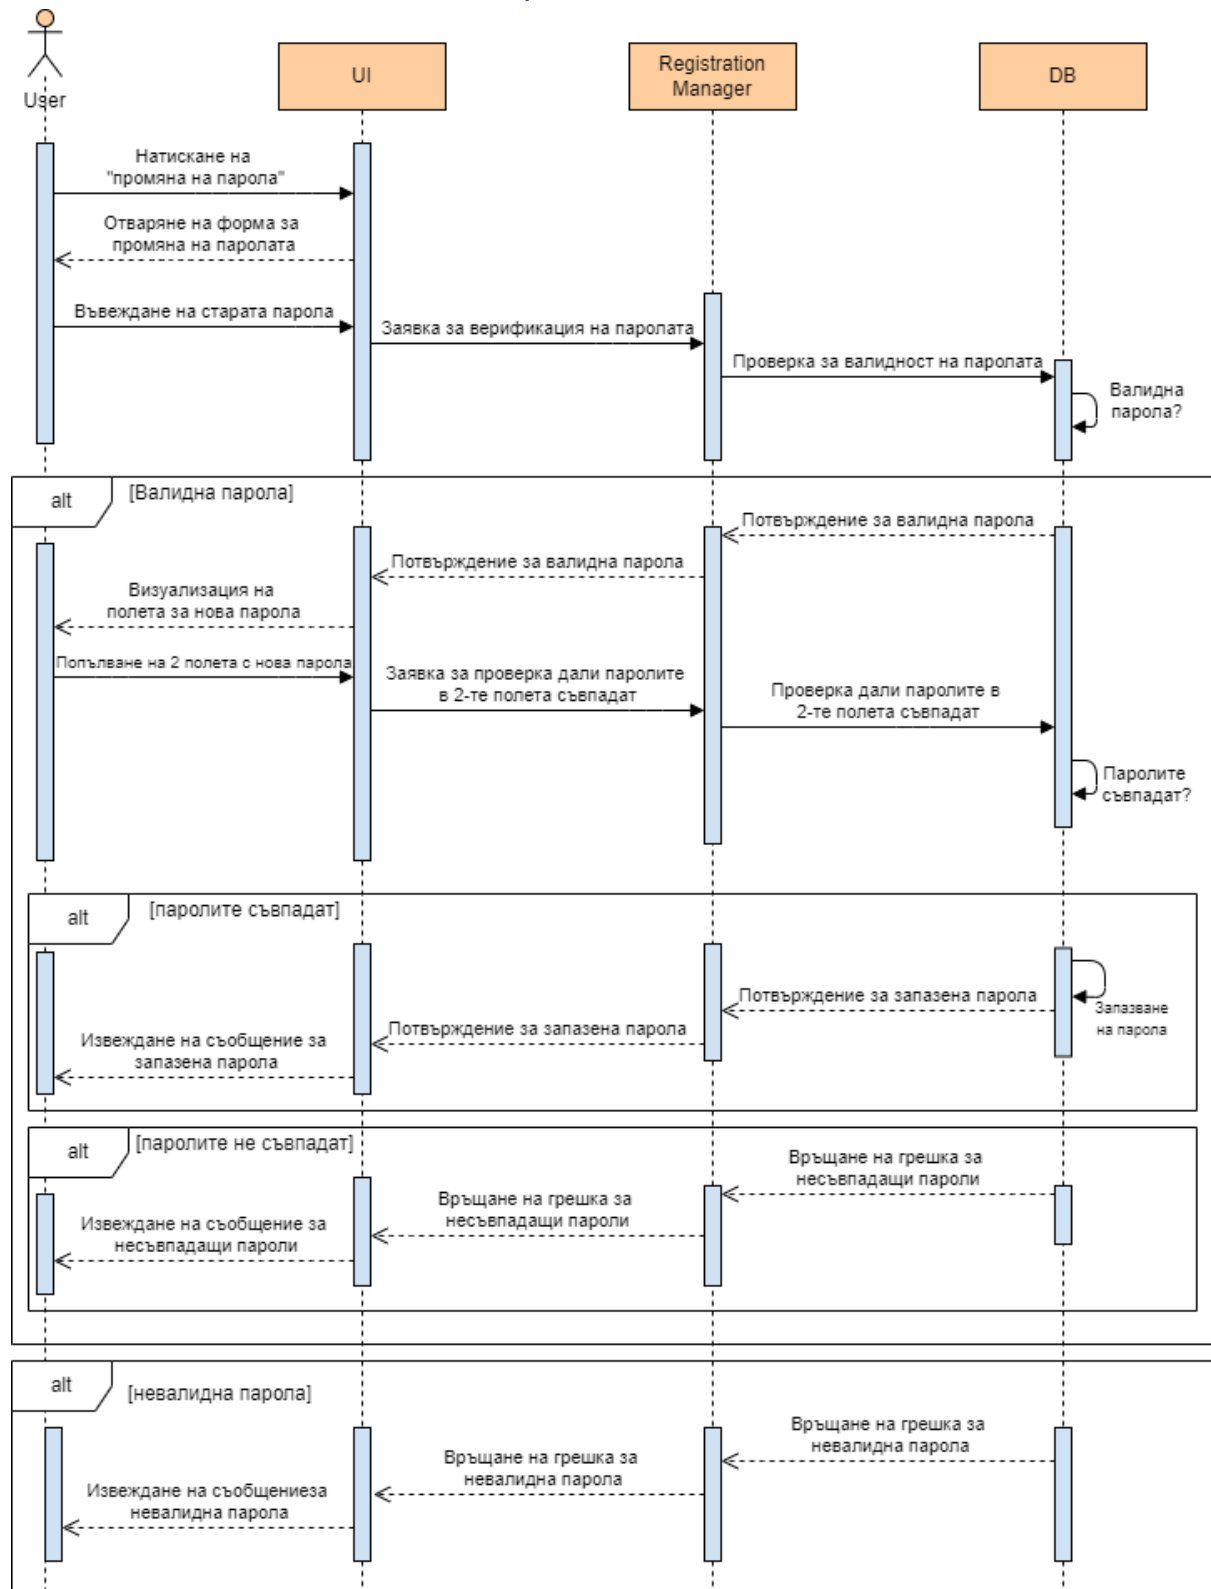 User
UI
Registration
Manager
DB
Натискане на
"промяна на парола"
Отваряне на форма за
промяна на паролата
Въвеждане на старата парола
Заявка за верификация на паролата
Проверка за валидност на паролата
Валидна
парола?
alt
[Валидна парола]
Потвърждение за валидна парола
Потвърждение за валидна парола
Визуализация на
полета за нова парола
Попълване на 2 полета с нова парола
Заявка за проверка дали паролите
в 2-те полета съвпадат
Проверка дали паролите в
2-те полета съвпадат
Паролите
съвпадат?
alt
[паролите съвпадат]
Потвърждение за запазена парола
Запазване
на парола
Потвърждение за запазена парола
Извеждане на съобщение за
запазена парола
alt
[паролите не съвпадат]
Връщане на грешка за
несъвпадащи пароли
Връщане на грешка за
несъвпадащи пароли
Извеждане на съобщение за
несъвпадащи пароли
alt
[невалидна парола]
Връщане на грешка за
невалидна парола
Връщане на грешка за
невалидна парола
Извеждане на съобщениеза
невалидна парола